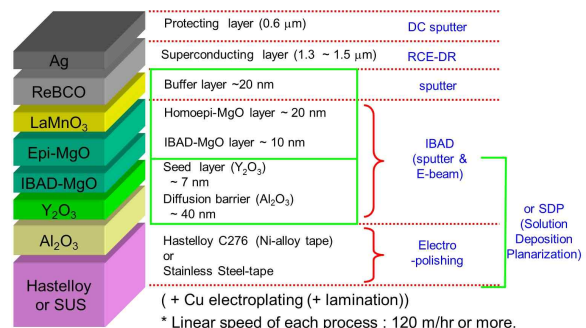 Protecting layer (0.6 μm)
DC sputter
Superconducting layer (1.3 ~ 1.5 μm)
RCE-DR
Ag
Buffer layer ~20 nm
sputter
ReBCO
Homoepi-MgO layer ~ 20 nm
LaMnO₃
IBAD-MgO layer ~ 10 nm
IBAD
(sputter &
E-beam)
Epi-MgO
Seed layer (Y₂O₃)
~ 7 nm
IBAD-MgO
Diffusion barrier (Al₂O₃)
~ 40 nm
Y₂O₃
or SDP
(Solution
Deposition
Planarization)
Al₂O₃
Hastelloy C276 (Ni-alloy tape)
or
Stainless Steel-tape
Electro
-polishing
Hastelloy
or SUS
( + Cu electroplating (+ lamination))
* Linear speed of each process : 120 m/hr or more.